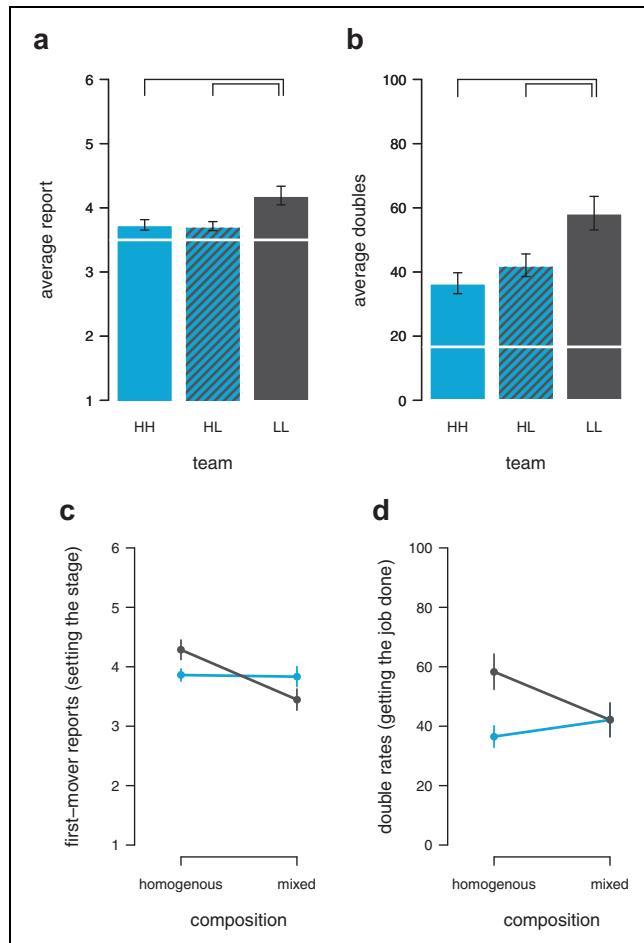 a
6
5
4
3
2
1
average report
HH
HL
LL
team
b
100
80
60
40
20
0
average doubles
HH
HL
LL
team
c
6
5
4
3
2
1
first−mover reports (setting the stage)
homogenous
mixed
composition
d
100
80
60
40
20
0
double rates (getting the job done)
homogenous
mixed
composition